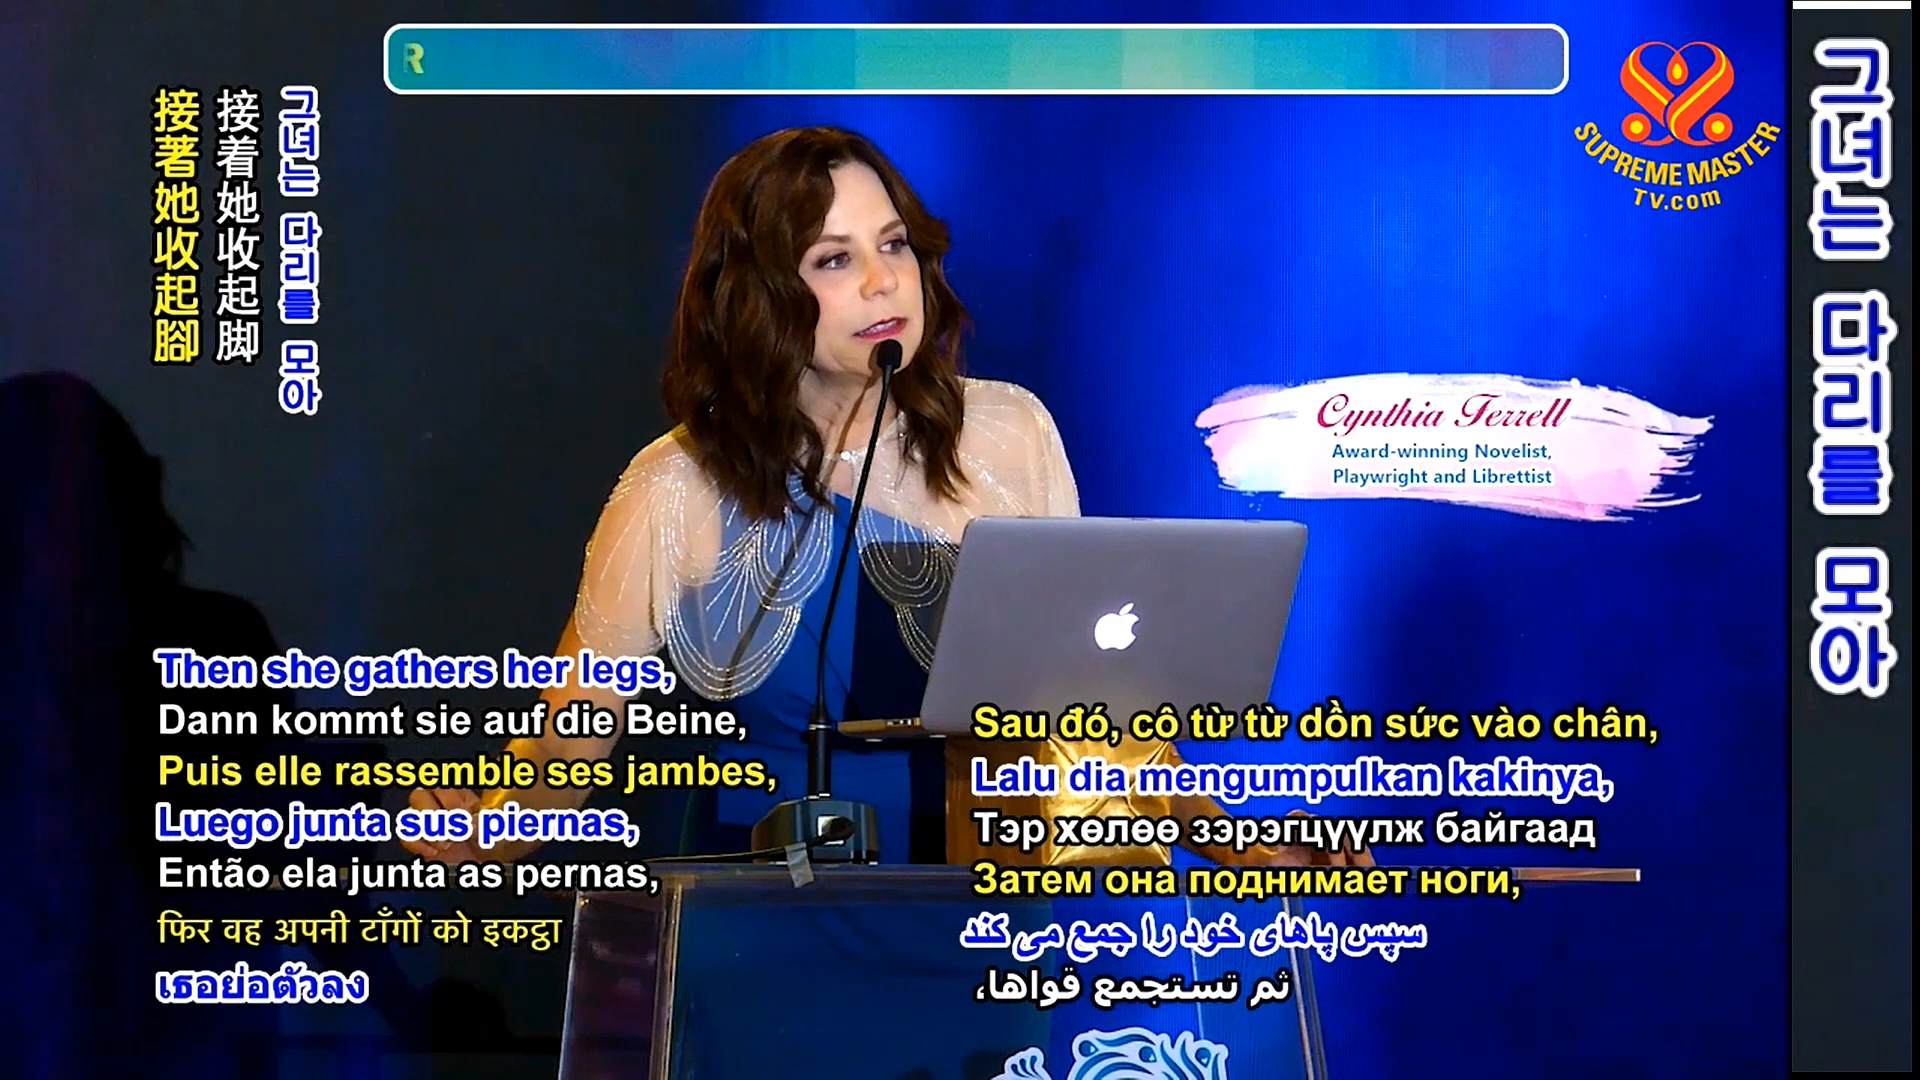 R
SUPREME MASTER
TV.com
그녀는 다리를 모아
接着她收起脚
接著她收起腳
그녀는 다리를 모아
Cynthia Ferrell
Award-winning Novelist,
Playwright and Librettist
Then she gathers her legs,
Dann kommt sie auf die Beine,
Puis elle rassemble ses jambes,
Luego junta sus piernas,
Então ela junta as pernas,
फिर वह अपनी टाँगों को इकट्ठा
เธอย่อตัวลง
Sau đó, cô từ từ dồn sức vào chân,
Lalu dia mengumpulkan kakinya,
Тэр хөлөө зэрэгцүүлж байгаад
Затем она поднимает ноги,
سپس پاهای خود را جمع می کند
ثم تستجمع قواها،